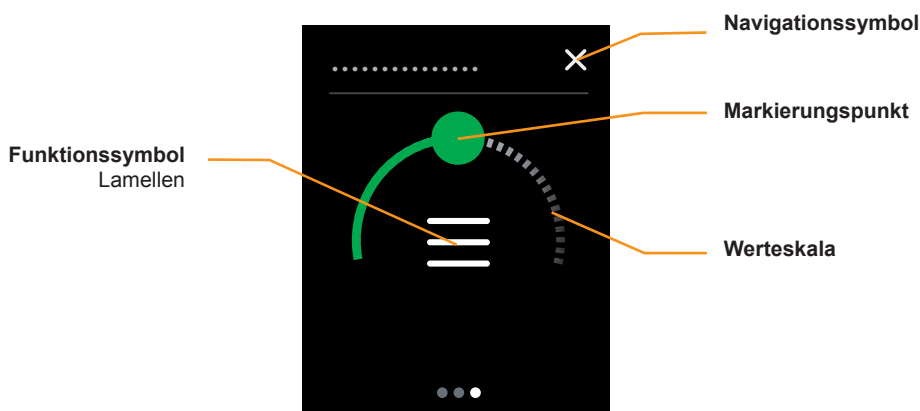 Navigationssymbol
Markierungspunkt
Funktionssymbol
Lamellen
Werteskala